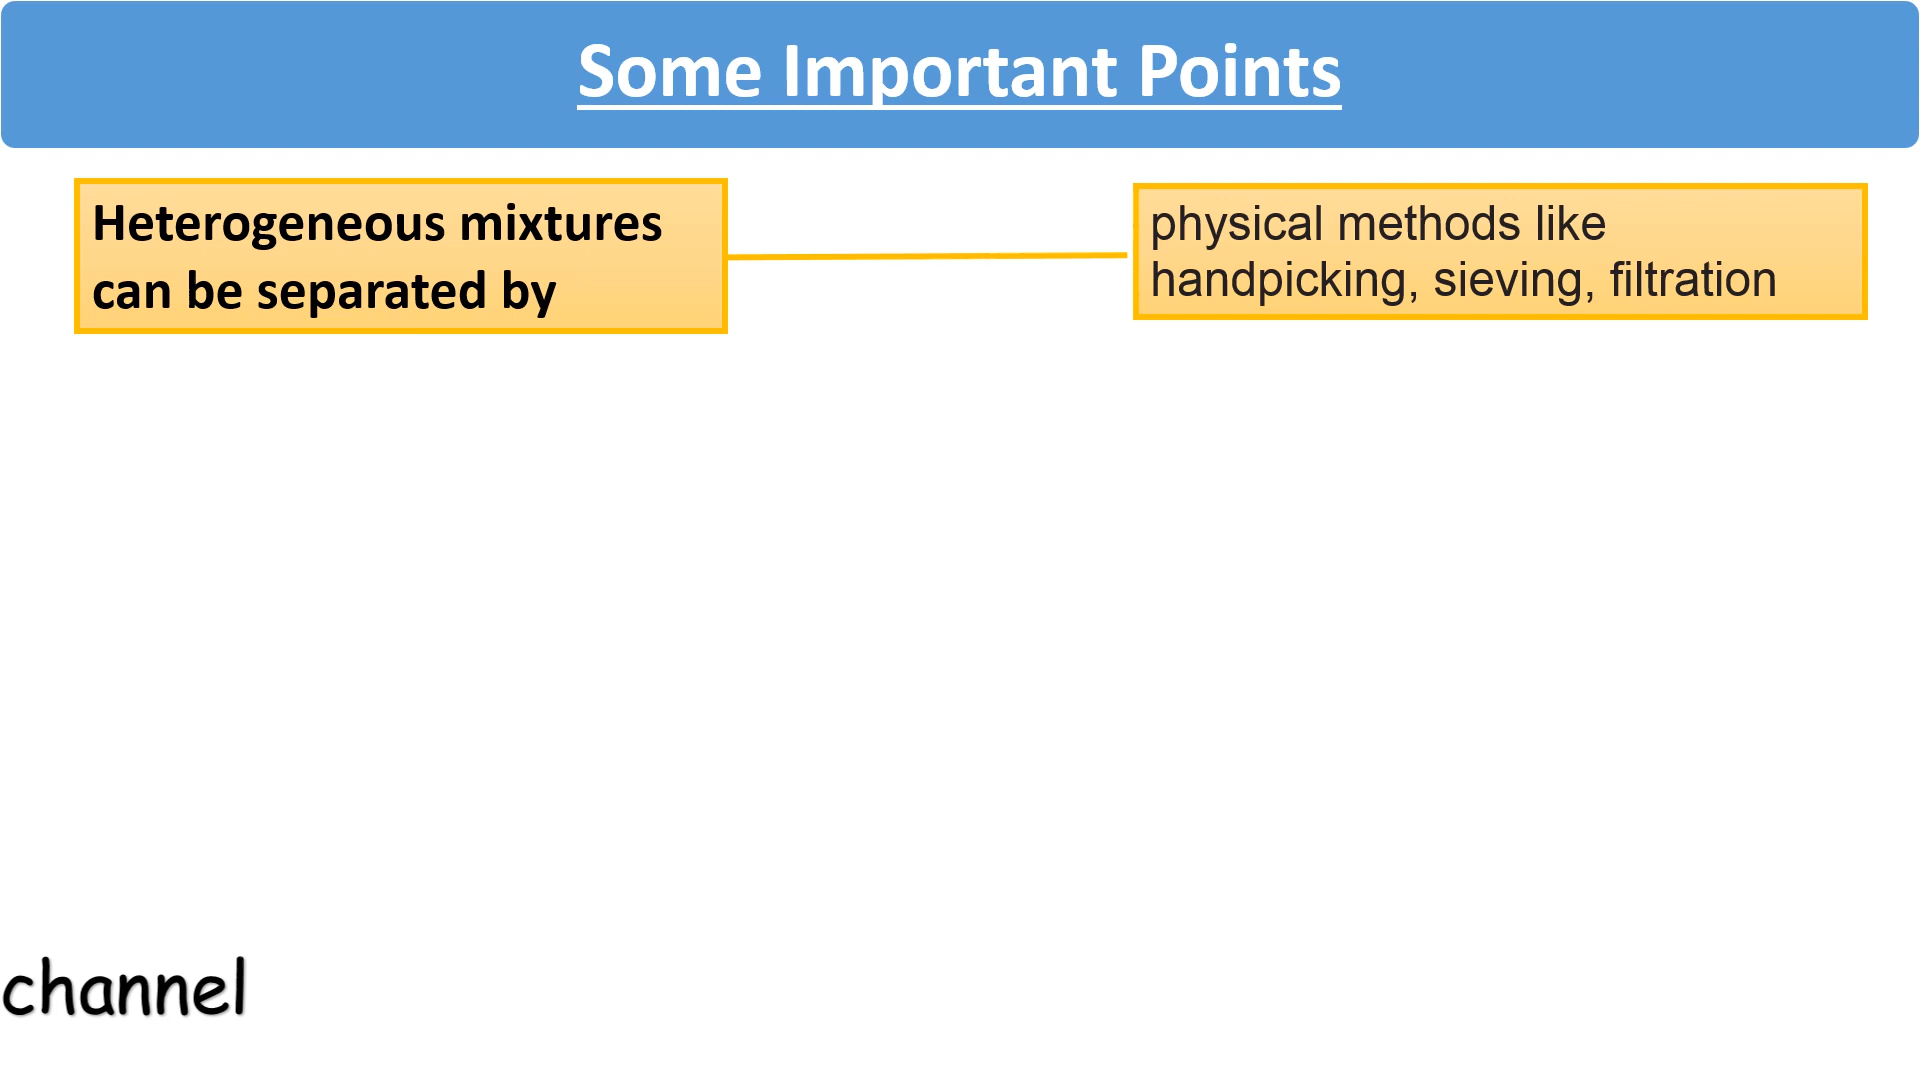 Some Important Points
Heterogeneous mixtures
can be separated by
physical methods like
handpicking, sieving, filtration
channel